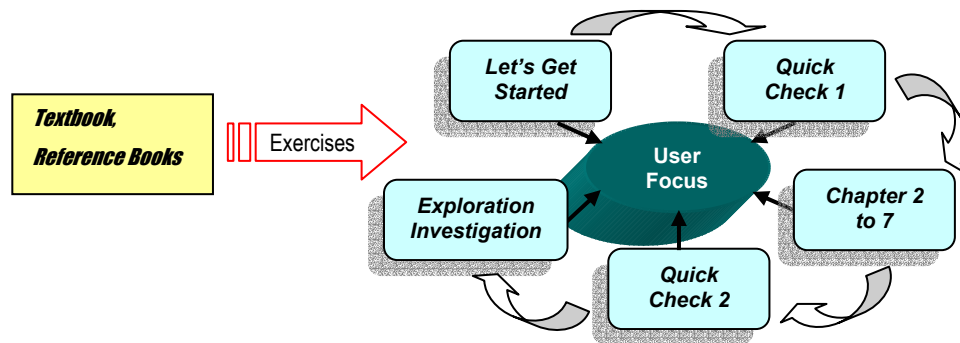 Textbook,
Reference Books
Exercises
Let's Get
Started
Quick
Check 1
User
Focus
Exploration
Investigation
Chapter 2
to 7
Quick
Check 2